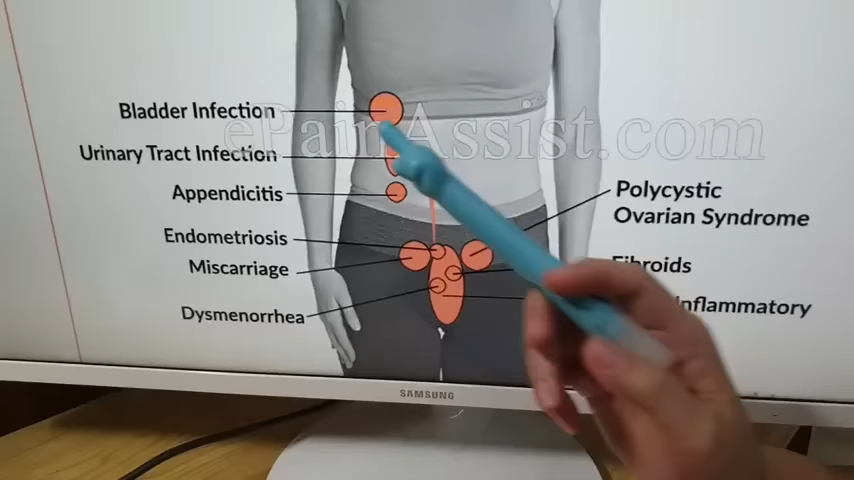 Bladder Infection
ePainAssist.com
Urinary Tract Infection
Appendicitis
Polycystic
Ovarian Syndrome
Endometriosis
Miscarriage
Fibroids
Inflammatory
Dysmenorrhea
SAMSUNG